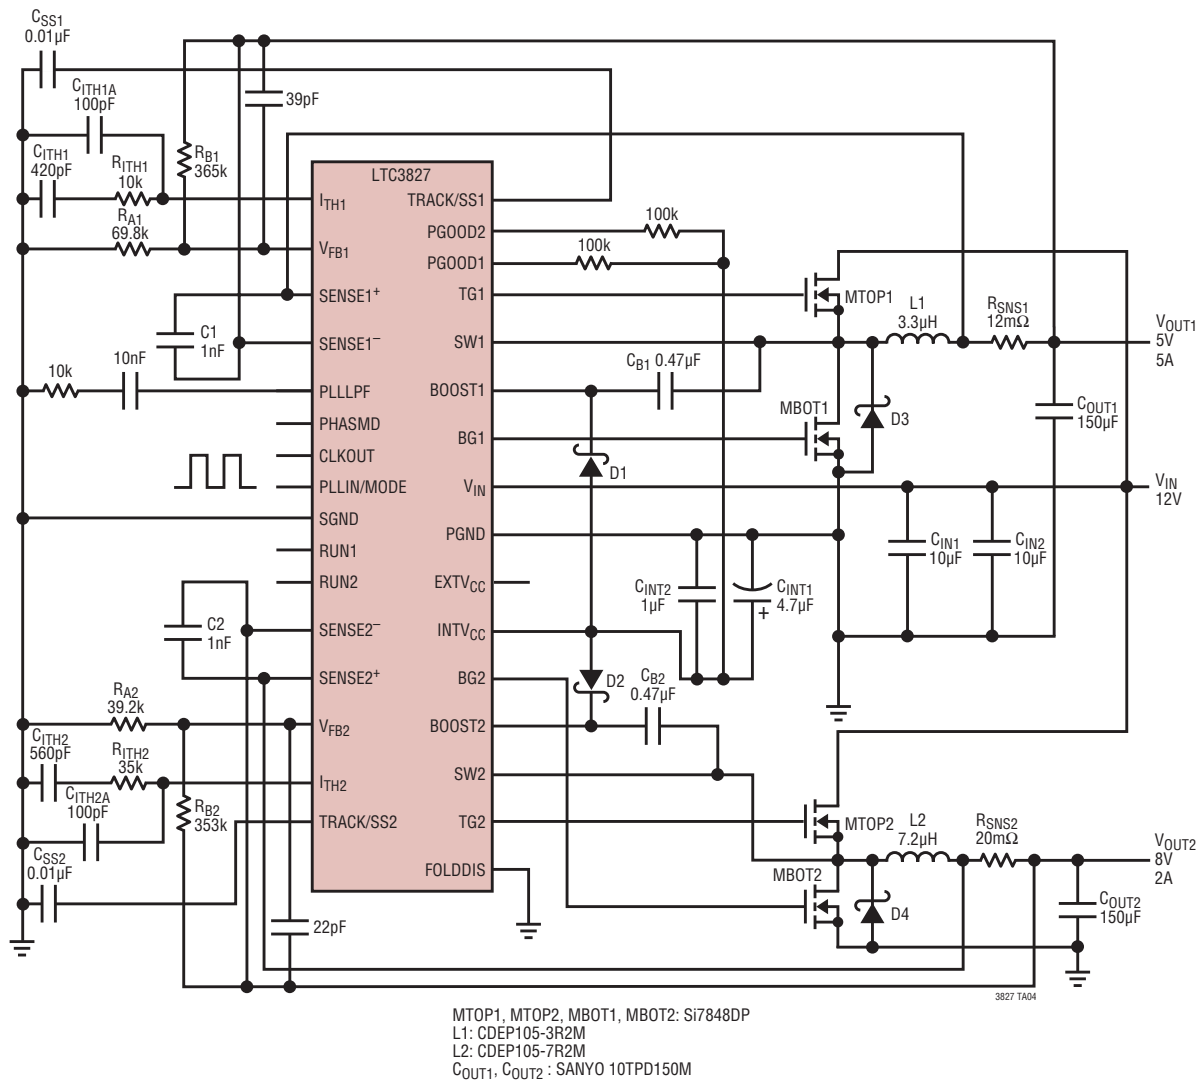 CSS1
0.01µF
CITH1A
100pF
39pF
CITH1
420pF
RITH1
10k
RB1
365k
RA1
69.8k
C1
1nF
10k
10nF
C2
1nF
RA2
39.2k
CITH2
560pF
RITH2
35k
CITH2A
100pF
RB2
353k
CSS2
0.01µF
22pF
LTC3827
ITH1
VFB1
SENSE1+
SENSE1–
PLLLPF
PHASMD
CLKOUT
PLLIN/MODE
SGND
RUN1
RUN2
SENSE2–
SENSE2+
VFB2
ITH2
TRACK/SS2
TRACK/SS1
PGOOD2
PGOOD1
TG1
SW1
BOOST1
BG1
VIN
PGND
EXTVCC
INTVCC
BG2
BOOST2
SW2
TG2
FOLDDIS
100k
100k
MTOP1
L1
3.3µH
RSNS1
12mΩ
VOUT1
5V
5A
CB1 0.47µF
MBOT1
D3
COUT1
150µF
D1
VIN
12V
CIN1
10µF
CIN2
10µF
CINT2
1µF
CINT1
4.7µF
+
D2
CB2
0.47µF
MTOP2
L2
7.2µH
RSNS2
20mΩ
VOUT2
8V
2A
MBOT2
D4
COUT2
150µF
3827 TA04
MTOP1, MTOP2, MBOT1, MBOT2: Si7848DP
L1: CDEP105-3R2M
L2: CDEP105-7R2M
COUT1, COUT2 : SANYO 10TPD150M